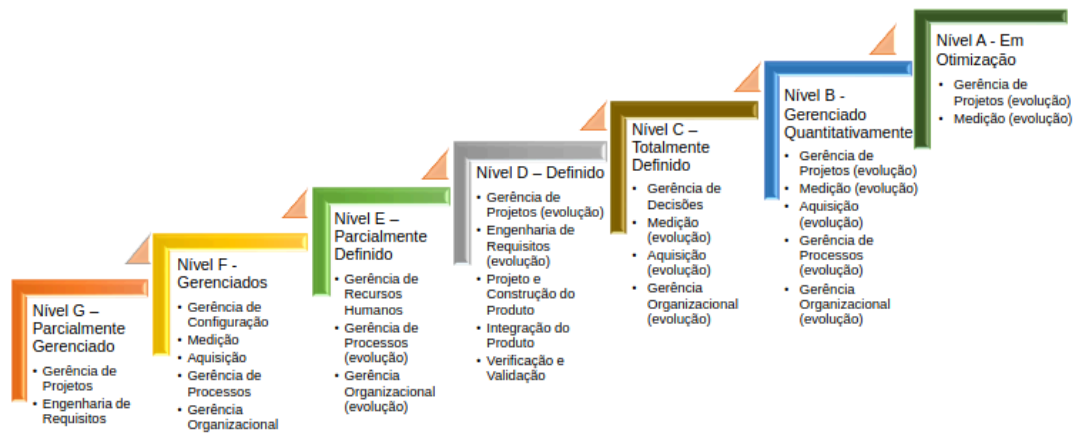 Nível G –
Parcialmente
Gerenciado
• Gerência de
Projetos
• Engenharia de
Requisitos
Nível F -
Gerenciados
• Gerência de
Configuração
• Medição
• Aquisição
• Gerência de
Processos
• Gerência
Organizacional
Nível E –
Parcialmente
Definido
• Gerência de
Recursos
Humanos
• Gerência de
Processos
(evolução)
• Gerência
Organizacional
(evolução)
Nível D – Definido
• Gerência de
Projetos (evolução)
• Engenharia de
Requisitos
(evolução)
• Projeto e
Construção do
Produto
• Integração do
Produto
• Verificação e
Validação
Nível C –
Totalmente
Definido
• Gerência de
Decisões
• Medição
(evolução)
• Aquisição
(evolução)
• Gerência
Organizacional
(evolução)
Nível B -
Gerenciado
Quantitativamente
• Gerência de
Projetos (evolução)
• Medição (evolução)
• Aquisição
(evolução)
• Gerência de
Processos
(evolução)
• Gerência
Organizacional
(evolução)
Nível A - Em
Otimização
• Gerência de
Projetos (evolução)
• Medição (evolução)